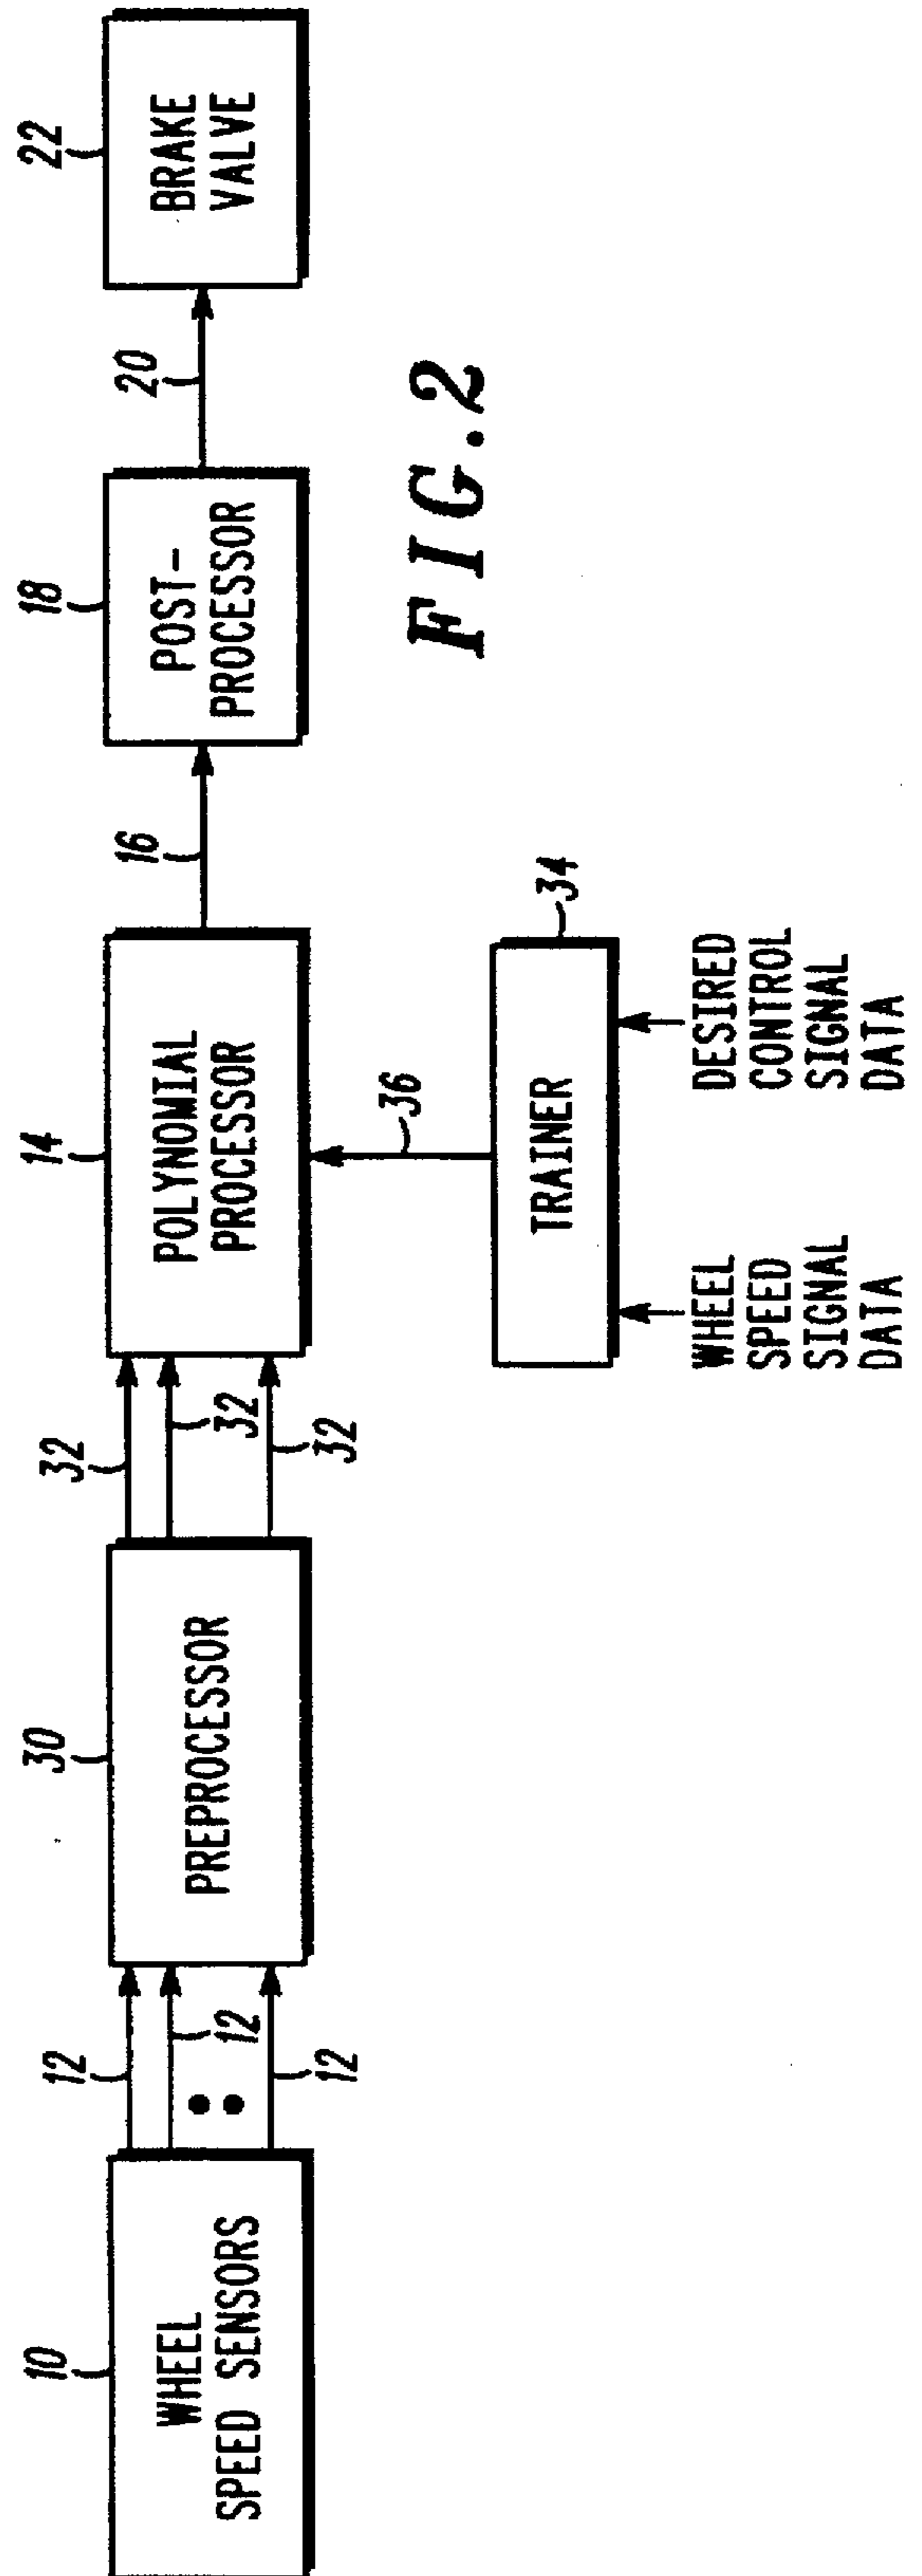 10
WHEEL
SPEED SENSORS
12
12
12
30
PREPROCESSOR
32
32
32
14
POLYNOMIAL
PROCESSOR
16
18
POST-
PROCESSOR
20
22
BRAKE
VALVE
36
34
TRAINER
WHEEL
SPEED
SIGNAL
DATA
DESIRED
CONTROL
SIGNAL
DATA
FIG.2